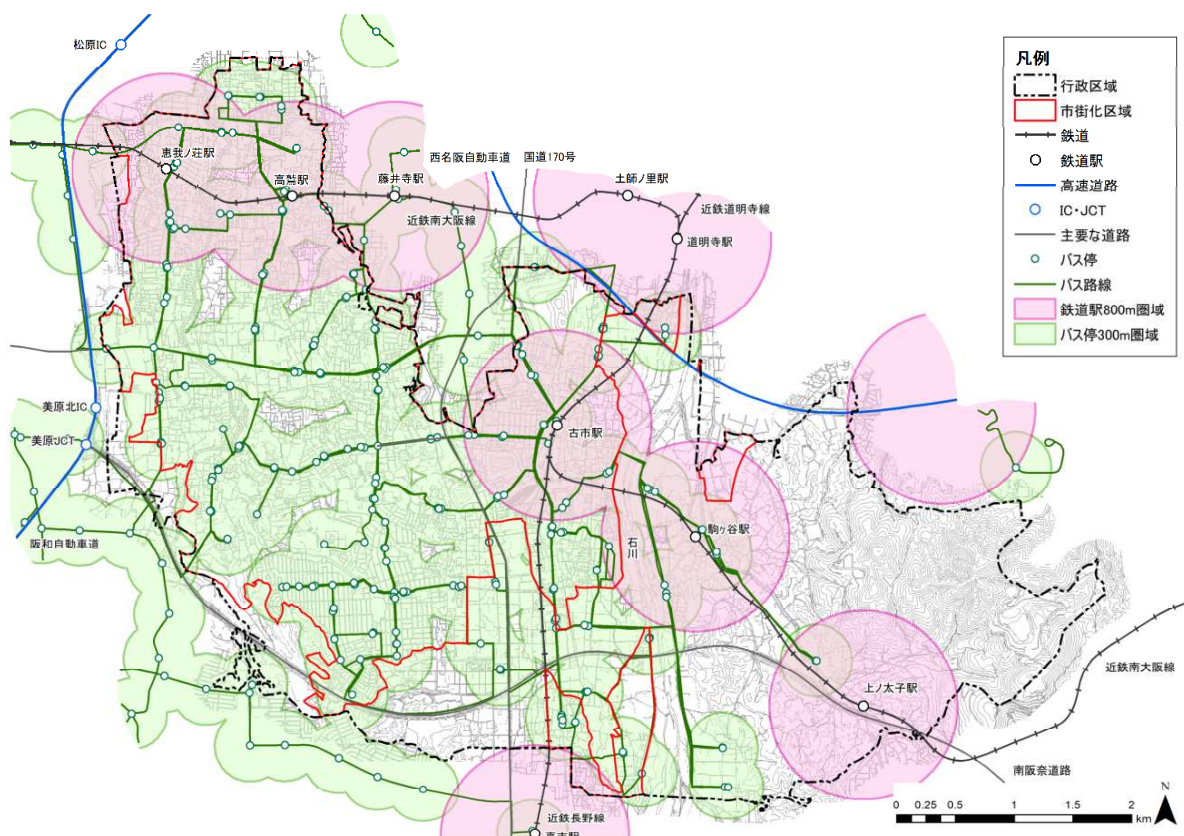 松原IC
恵我ノ荘駅
高鷲駅
藤井寺駅
西名阪自動車道
国道170号
土師ノ里駅
近鉄道明寺線
近鉄南大阪線
道明寺駅
美原北IC
美原JCT
古市駅
駒ヶ谷駅
石川
阪和自動車道
上ノ太子駅
近鉄南大阪線
南阪奈道路
近鉄長野線
喜志駅
凡例
行政区域
市街化区域
鉄道
鉄道駅
高速道路
IC・JCT
主要な道路
バス停
バス路線
鉄道駅800m圏域
バス停300m圏域
0 0.25 0.5 1 1.5 2
km
N